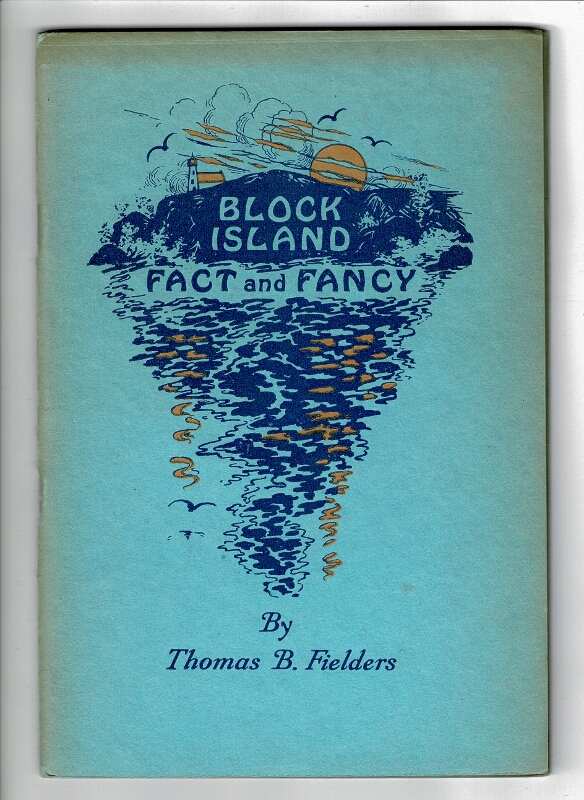 BLOCK
ISLAND
FACT and FANCY
By
Thomas B. Fielders